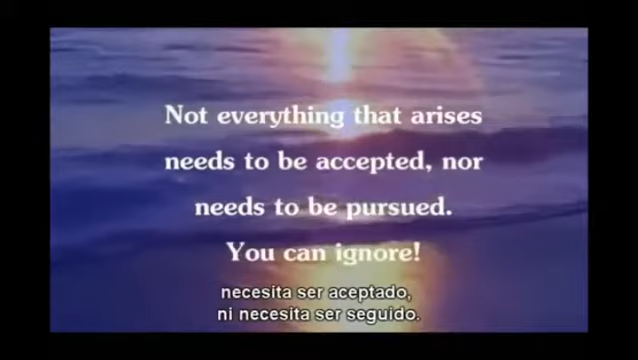 Not everything that arises
needs to be accepted, nor
needs to be pursued.
You can ignore!
necesita ser aceptado,
ni necesita ser seguido.